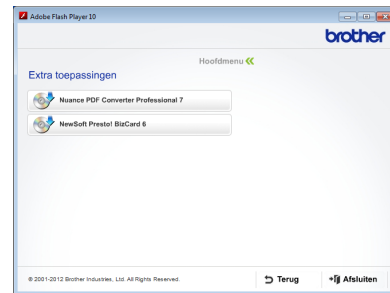 Adobe Flash Player 10
brother
Hoofdmenu
Extra toepassingen
Nuance PDF Converter Professional 7
NewSoft Presto! BizCard 6
© 2001-2012 Brother Industries, Ltd. All Rights Reserved.
Terug
Afsluiten